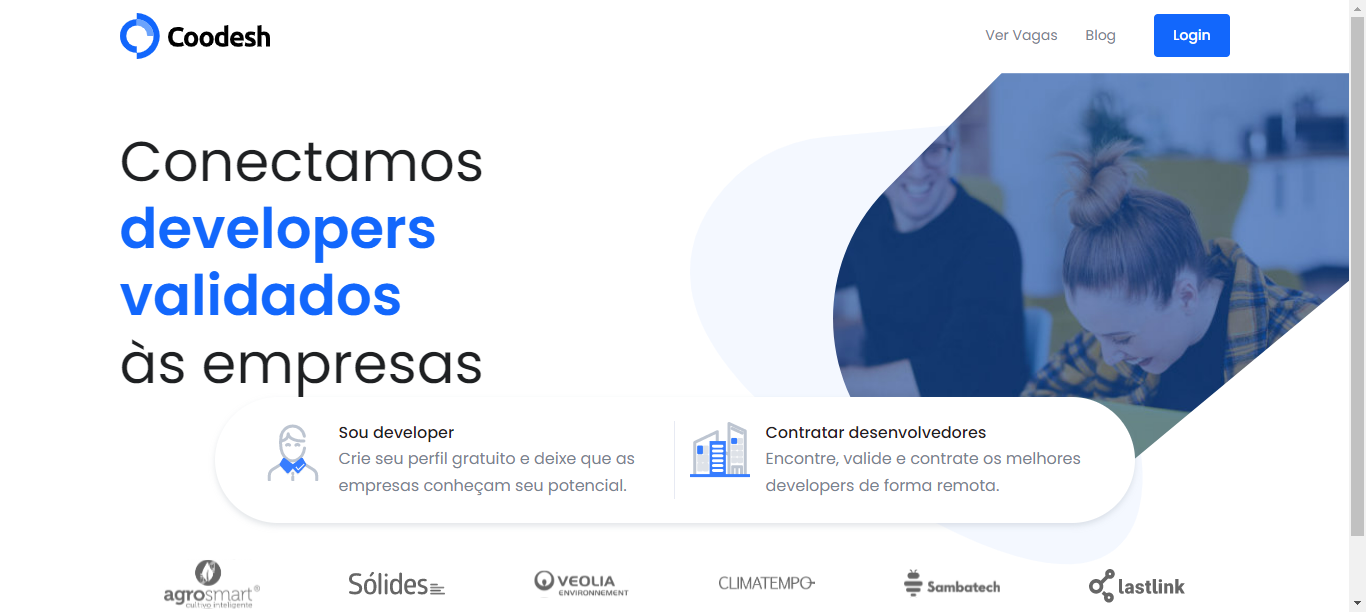 Coodesh
Ver Vagas
Blog
Login
Conectamos
developers
validados
às empresas
Sou developer
Crie seu perfil gratuito e deixe que as
empresas conheçam seu potencial.
Contratar desenvolvedores
Encontre, valide e contrate os melhores
developers de forma remota.
agrosmart®
cultivo inteligente
Sólides
VEOLIA
ENVIRONNEMENT
CLIMATEMPO
Sambatech
lastlink